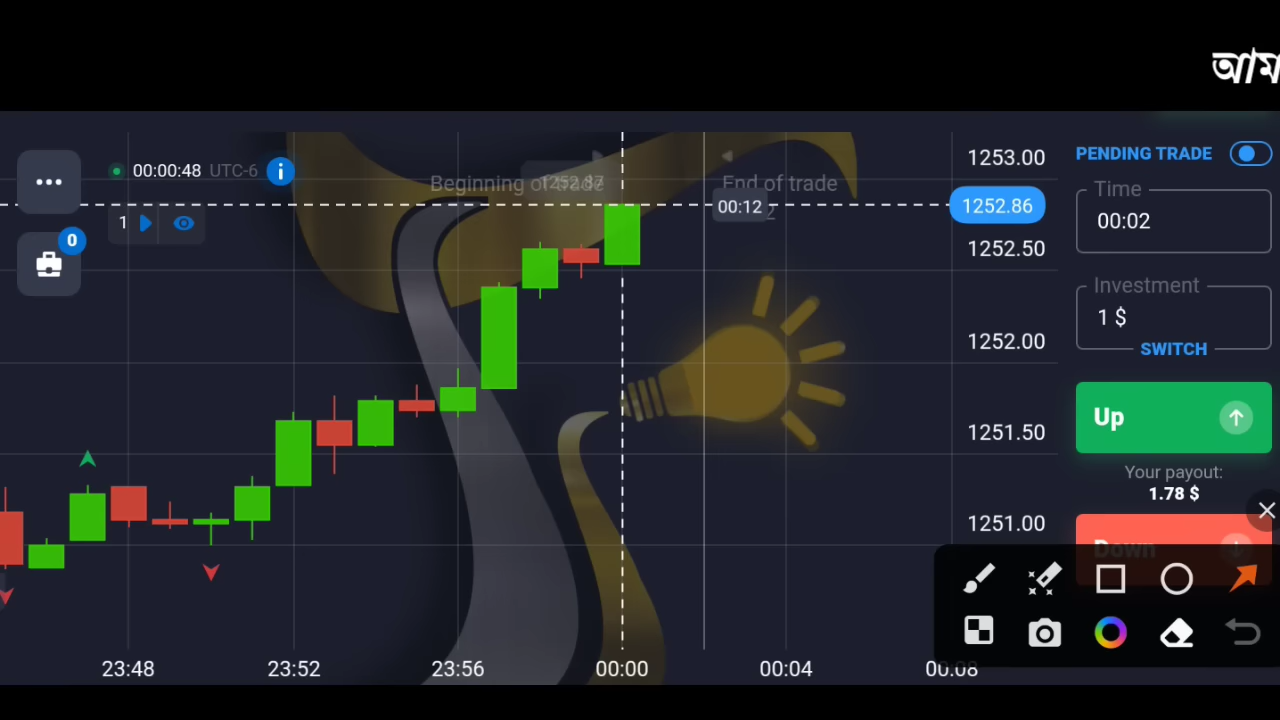 আম
00:00:48 UTC-6
PENDING TRADE
1253.00
Time
00:02
Beginning of trade
End of trade
00:12
1252.86
1
0
1252.50
Investment
1 $
SWITCH
1252.00
Up
1251.50
Your payout:
1.78 $
1251.00
Down
23:48 23:52 23:56 00:00 00:04 00:08